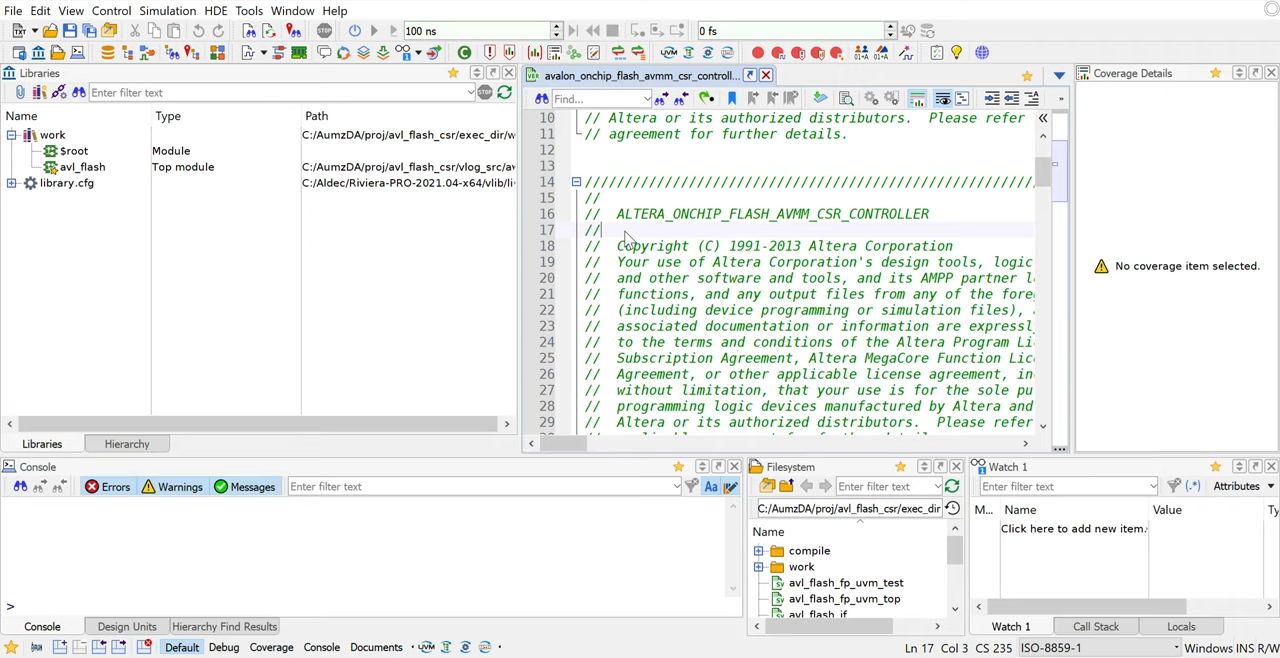 File Edit View Control Simulation HDE Tools Window Help
100 ns 0 fs
Libraries
Enter filter text
Name Type Path
work C:/AumzDA/proj/avl_flash_csr/exec_dir/w
$root Module
avl_flash Top module C:/AumzDA/proj/avl_flash_csr/vlog_src/av
library.cfg C:/Aldec/Riviera-PRO-2021.04-x64/vlib/li
Libraries Hierarchy
avalon_onchip_flash_avmm_csr_controll...
Find...
10 // Altera or its authorized distributors. Please refer
11 // agreement for further details.
12
13
14 ////////////////////////////////////////////////////////
15 //
16 // ALTERA_ONCHIP_FLASH_AVMM_CSR_CONTROLLER
17 //
18 // Copyright (C) 1991-2013 Altera Corporation
19 // Your use of Altera Corporation's design tools, logic
20 // and other software and tools, and its AMPP partner l
21 // functions, and any output files from any of the fore
22 // (including device programming or simulation files), a
23 // associated documentation or information are expressl
24 // to the terms and conditions of the Altera Program Lic
25 // Subscription Agreement, Altera MegaCore Function Lice
26 // Agreement, or other applicable license agreement, in
27 // without limitation, that your use is for the sole pu
28 // programming logic devices manufactured by Altera and
29 // Altera or its authorized distributors. Please refer
Coverage Details
No coverage item selected.
Console
Errors Warnings Messages Enter filter text Aa
>
Console Design Units Hierarchy Find Results
Filesystem
Enter filter text
C:/AumzDA/proj/avl_flash_csr/exec_dir
Name
compile
work
avl_flash_fp_uvm_test
avl_flash_fp_uvm_top
avl_flash_if
Watch 1
Enter filter text (.*) Attributes
M... Name Value Ty
Click here to add new item.
Watch 1 Call Stack Locals
Default Debug Coverage Console Documents UVM Ln 17 Col 3 CS 235 ISO-8859-1 Windows INS R/W